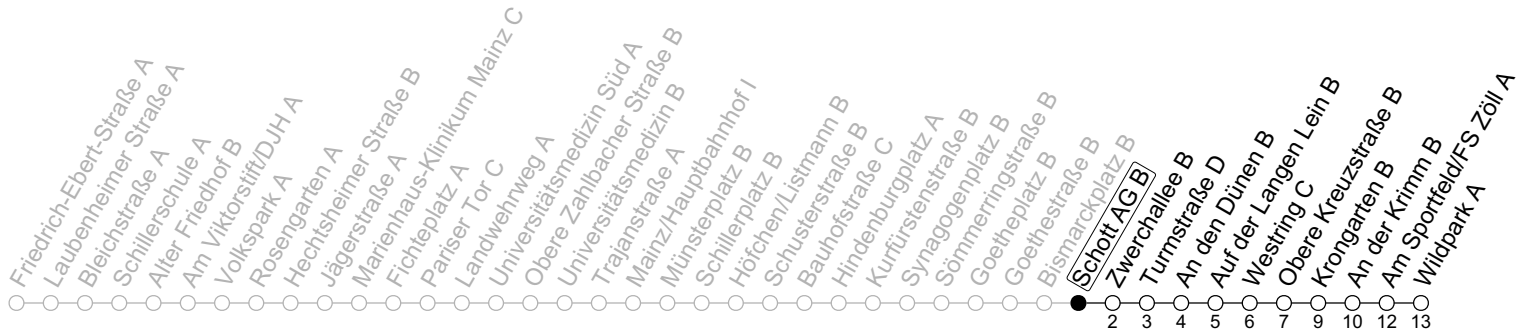 Friedrich-Ebert-Straße A
Laubenheimer Straße A
Bleichstraße A
Schillerschule A
Alter Friedhof B
Am Viktorstift/DJH A
Volkspark A
Rosengarten A
Hechtsheimer Straße B
Jägerstraße A
Marienhaus-Klinikum Mainz C
Fichteplatz A
Pariser Tor C
Landwehrweg A
Universitätsmedizin Süd A
Obere Zahlbacher Straße B
Universitätsmedizin B
Trajanstraße A
Mainz/Hauptbahnhof I
Münsterplatz B
Schillerplatz B
Höfchen/Listmann B
Schusterstraße B
Bauhofstraße C
Hindenburgplatz A
Kurfürstenstraße B
Synagogenplatz B
Sömmerringstraße B
Goetheplatz B
Goethestraße B
Bismarckplatz B
Schott AG B
Zwerchallee B
Turmstraße D
An den Dünen B
Auf der Langen Lein B
Westring C
Obere Kreuzstraße B
Krongarten B
An der Krimm B
Am Sportfeld/FS Zöll A
Wildpark A
2 3 4 5 6 7 9 10 12 13